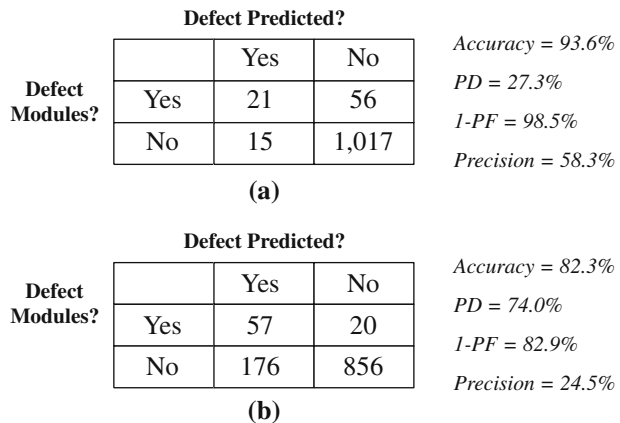 Defect Predicted?
Yes No
Defect Modules?
Yes 21 56
No 15 1,017
(a)
Accuracy = 93.6%
PD = 27.3%
1-PF = 98.5%
Precision = 58.3%
Defect Predicted?
Yes No
Defect Modules?
Yes 57 20
No 176 856
(b)
Accuracy = 82.3%
PD = 74.0%
1-PF = 82.9%
Precision = 24.5%